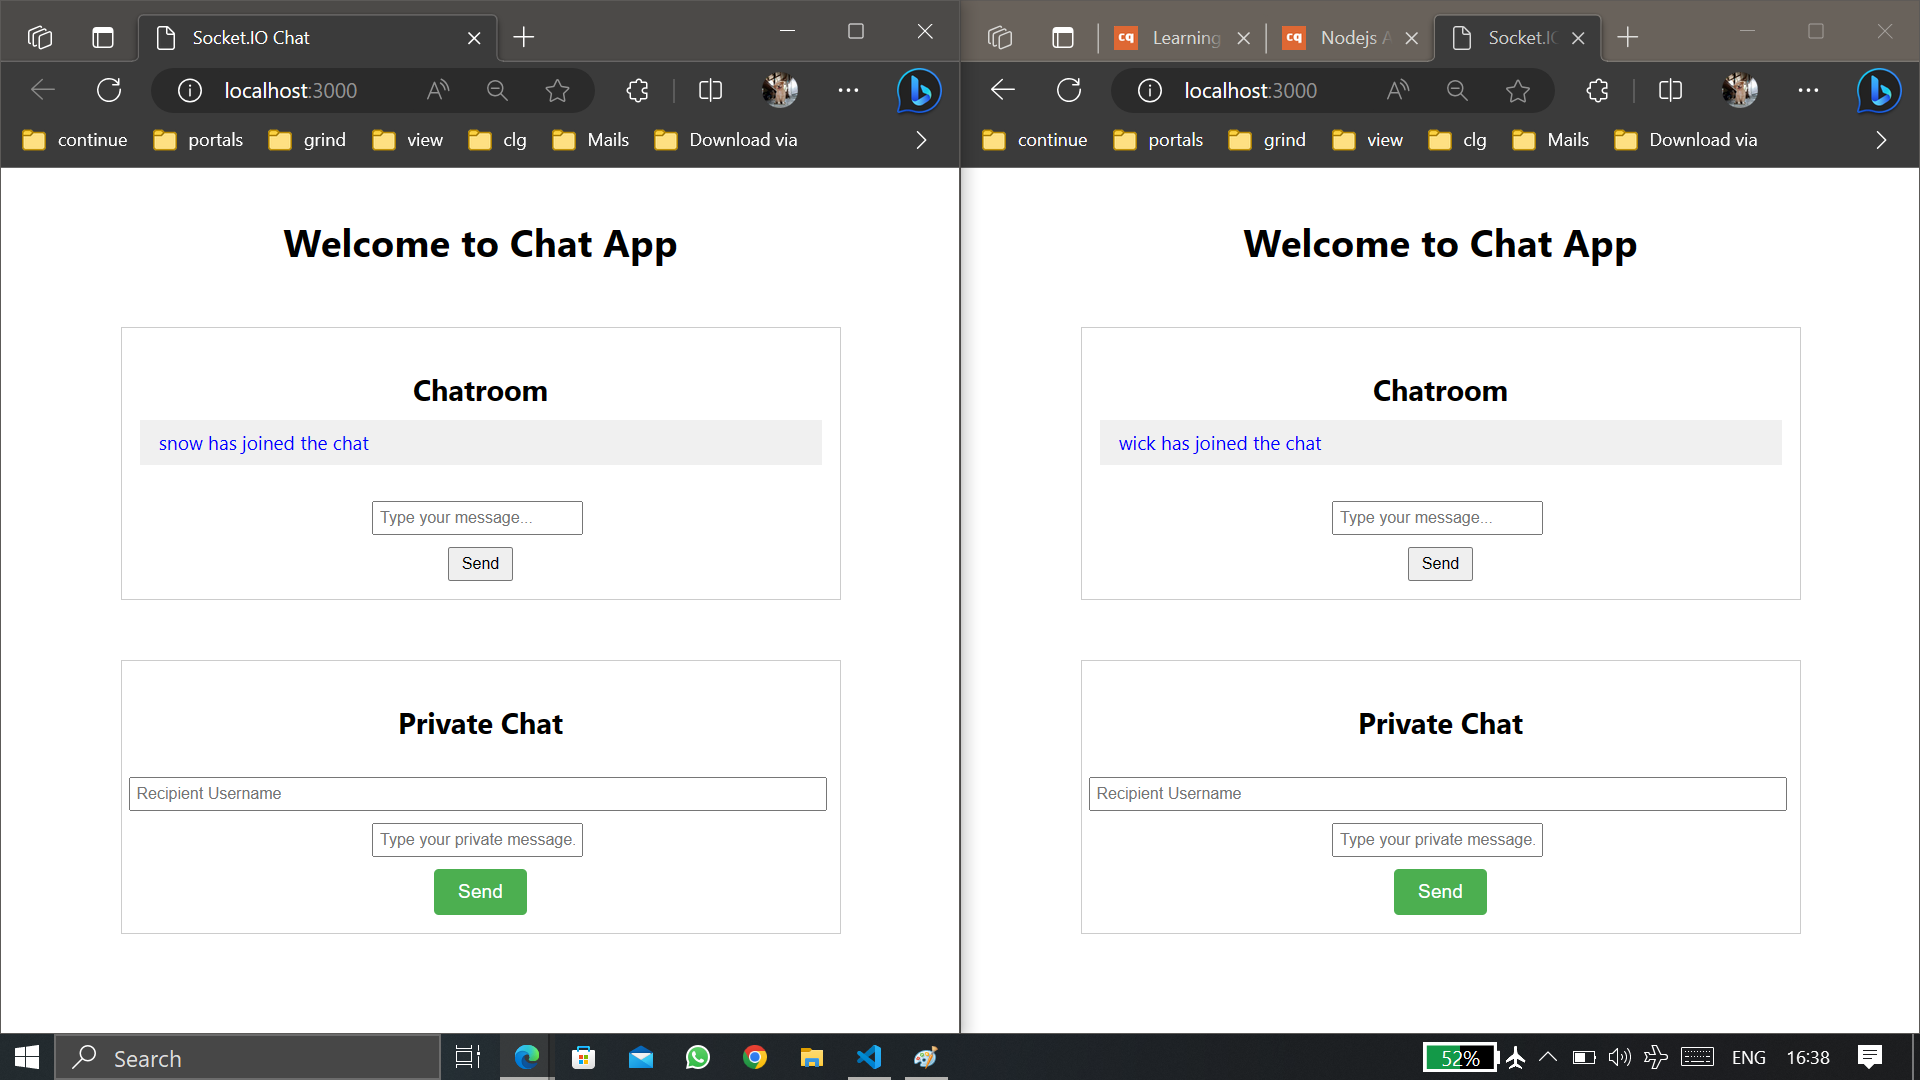 Socket.IO Chat
localhost:3000
continue portals grind view clg Mails Download via
Welcome to Chat App
Chatroom
snow has joined the chat
Type your message...
Send
Private Chat
Recipient Username
Type your private message.
Send
cq Learning cq Nodejs A Socket.IO
localhost:3000
continue portals grind view clg Mails Download via
Welcome to Chat App
Chatroom
wick has joined the chat
Type your message...
Send
Private Chat
Recipient Username
Type your private message.
Send
Search 52% ENG 16:38